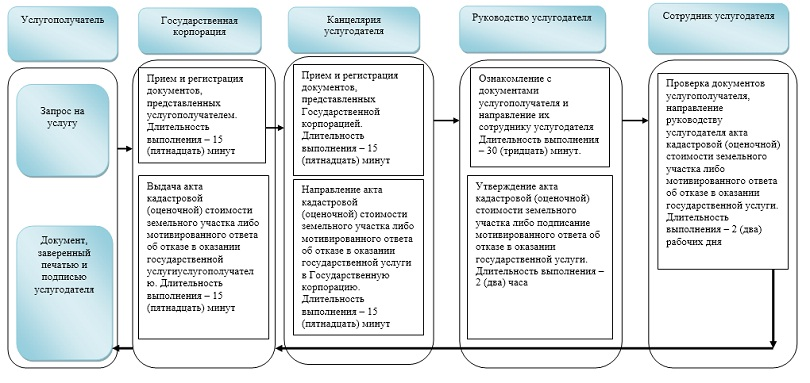 Услугополучатель
Государственная
корпорация
Канцелярия
услугодателя
Руководство услугодателя
Сотрудник услугодателя
Запрос на
услугу
Прием и регистрация
документов,
представленных
услугополучателем.
Длительность
выполнения – 15
(пятнадцать) минут
Прием и регистрация
документов,
представленных
Государственной
корпорацией.
Длительность
выполнения – 15
(пятнадцать) минут
Ознакомление с
документами
услугополучателя и
направление их
сотруднику услугодателя
Длительность выполнения
– 30 (тридцать) минут.
Проверка документов
услугополучателя,
направление
руководству
услугодателя акта
кадастровой (оценочной)
стоимости земельного
участка либо
мотивированного ответа
об отказе в оказании
государственной услуги.
Длительность
выполнения – 2 (два)
рабочих дня
Документ,
заверенный
печатью и
подписью
услугодателя
Выдача акта
кадастровой
(оценочной) стоимости
земельного участка либо
мотивированного ответа
об отказе в оказании
государственной
услугиуслугополучател
ю. Длительность
выполнения – 15
(пятнадцать) минут
Направление акта
кадастровой
(оценочной) стоимости
земельного участка либо
мотивированного ответа
об отказе в оказании
государственной услуги
в Государственную
корпорацию.
Длительность
выполнения – 15
(пятнадцать) минут
Утверждение акта
кадастровой (оценочной)
стоимости земельного
участка либо подписание
мотивированного ответа об
отказе в оказании
государственной услуги.
Длительность выполнения –
2 (два) часа